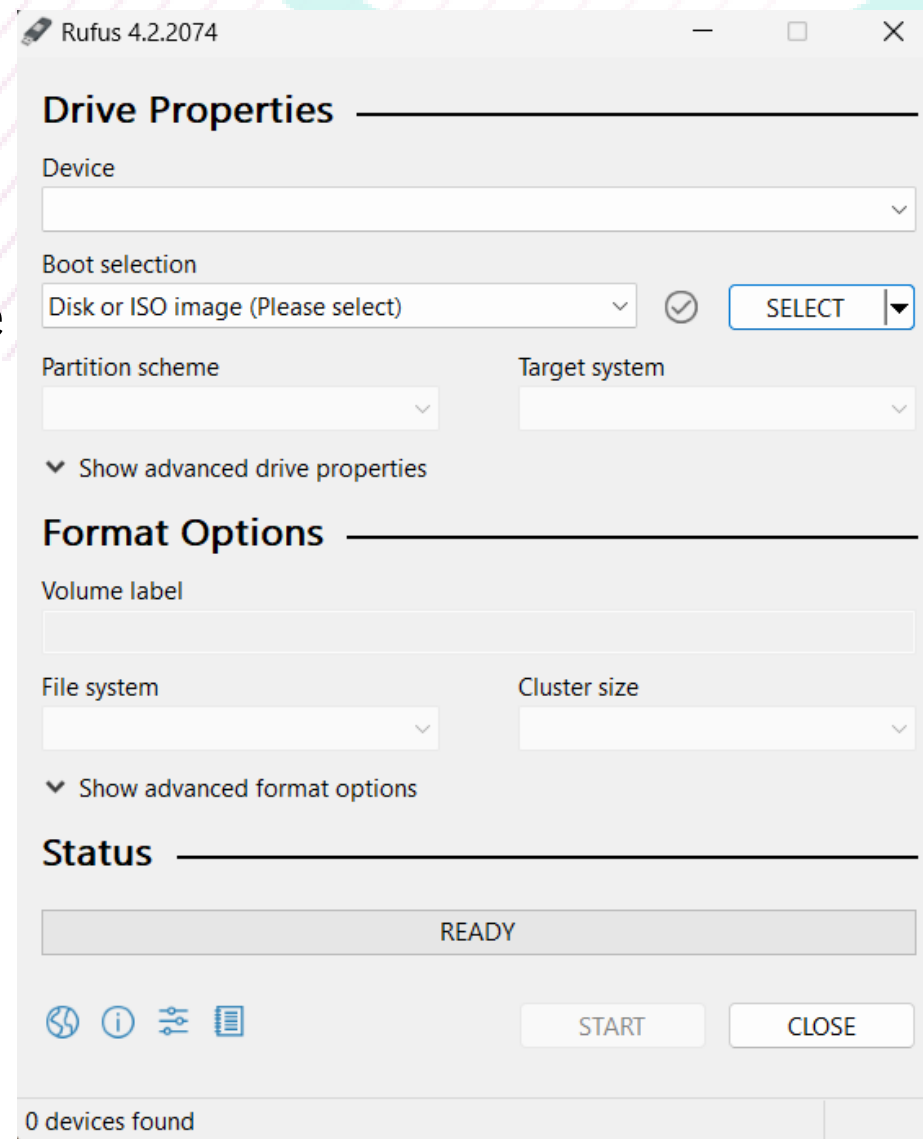 Rufus 4.2.2074
Drive Properties
Device
Boot selection
Disk or ISO image (Please select)
SELECT
Partition scheme
Target system
Show advanced drive properties
Format Options
Volume label
File system
Cluster size
Show advanced format options
Status
READY
START
CLOSE
0 devices found